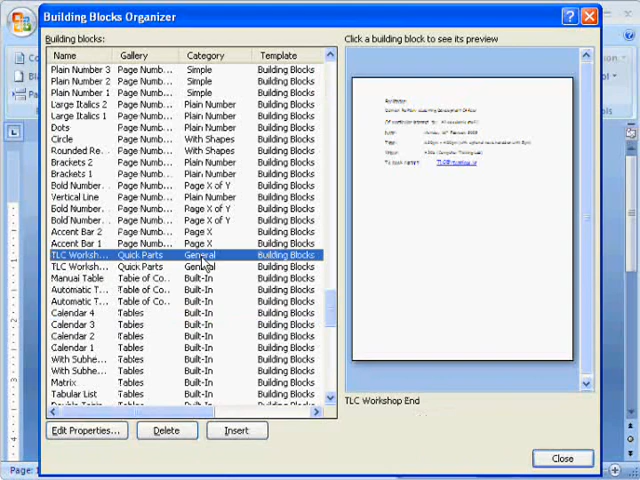 Building Blocks Organizer
Building blocks:
Click a building block to see its preview
Name Gallery Category Template
Plain Number 3 Page Numb... Simple Building Blocks
Plain Number 2 Page Numb... Simple Building Blocks
Plain Number 1 Page Numb... Simple Building Blocks
Large Italics 2 Page Numb... Plain Number Building Blocks
Large Italics 1 Page Numb... Plain Number Building Blocks
Dots Page Numb... Plain Number Building Blocks
Circle Page Numb... With Shapes Building Blocks
Rounded Re... Page Numb... With Shapes Building Blocks
Brackets 2 Page Numb... Plain Number Building Blocks
Brackets 1 Page Numb... Plain Number Building Blocks
Bold Number... Page Numb... Page X of Y Building Blocks
Vertical Line Page Numb... Plain Number Building Blocks
Bold Number... Page Numb... Page X of Y Building Blocks
Bold Number... Page Numb... Page X of Y Building Blocks
Accent Bar 2 Page Numb... Page X Building Blocks
Accent Bar 1 Page Numb... Page X Building Blocks
TLC Worksh... Quick Parts General Building Blocks
TLC Worksh... Quick Parts General Building Blocks
Manual Table Table of Co... Built-In Building Blocks
Automatic T... Table of Co... Built-In Building Blocks
Automatic T... Table of Co... Built-In Building Blocks
Calendar 4 Tables Built-In Building Blocks
Calendar 3 Tables Built-In Building Blocks
Calendar 2 Tables Built-In Building Blocks
Calendar 1 Tables Built-In Building Blocks
With Subhe... Tables Built-In Building Blocks
With Subhe... Tables Built-In Building Blocks
Matrix Tables Built-In Building Blocks
Tabular List Tables Built-In Building Blocks
TLC Workshop End
Edit Properties... Delete Insert
Close
Page: